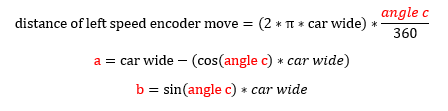 distance of left speed encoder move = (2 * π * car wide) * angle c / 360
a = car wide − (cos(angle c) * car wide)
b = sin(angle c) * car wide